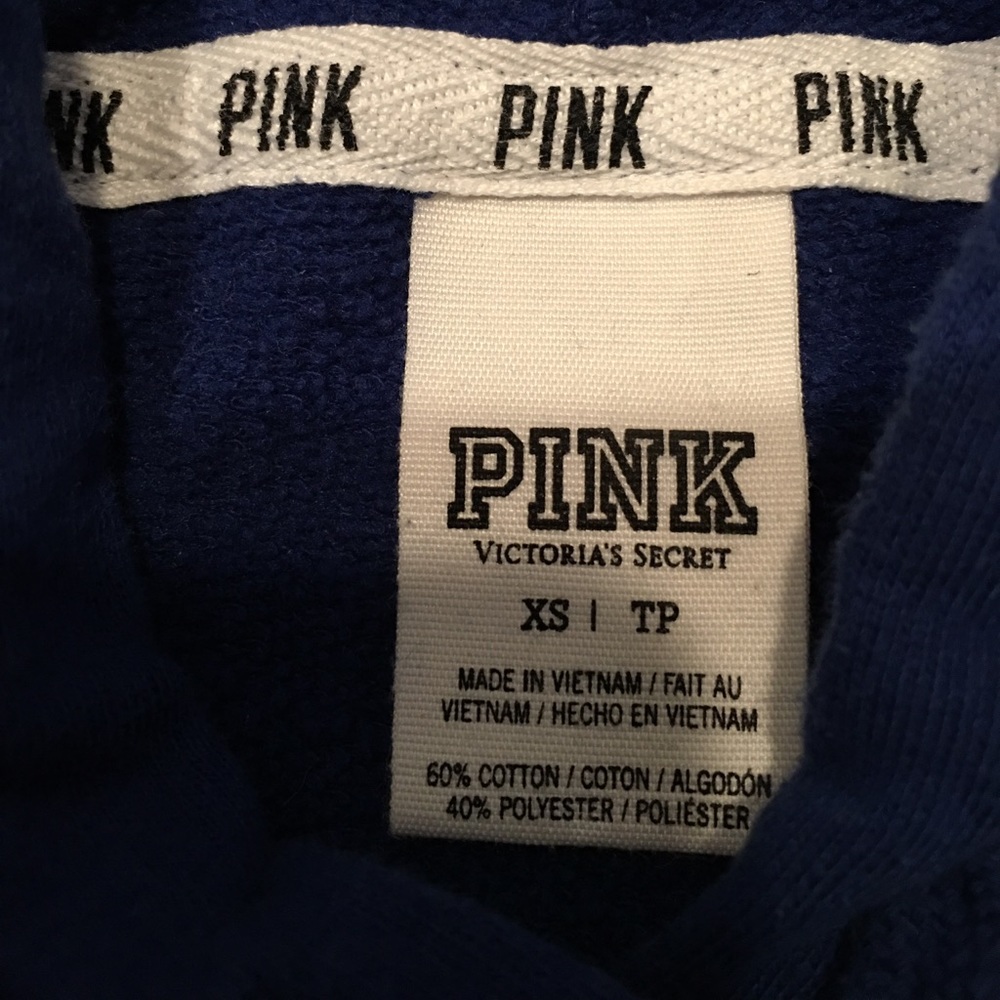 NK PINK PINK PINK
PINK
VICTORIA'S SECRET
XS | TP
MADE IN VIETNAM / FAIT AU
VIETNAM / HECHO EN VIETNAM
60% COTTON / COTON / ALGODÓN
40% POLYESTER / POLIÉSTER